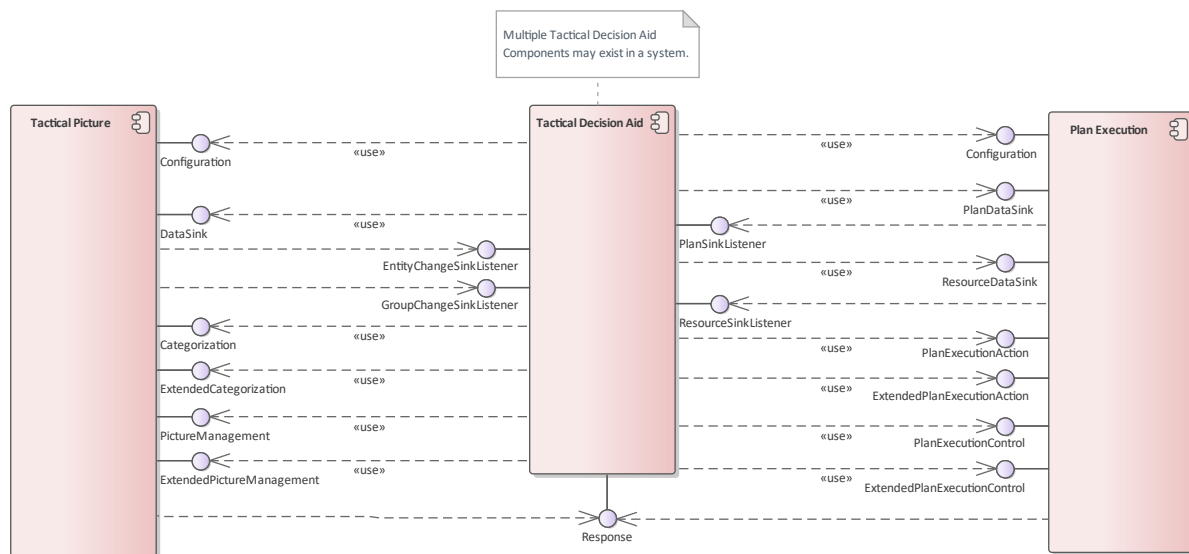 Multiple Tactical Decision Aid
Components may exist in a system.
Tactical Picture
Tactical Decision Aid
Plan Execution
«use»
Configuration
«use»
Configuration
«use»
DataSink
«use»
PlanDataSink
EntityChangeSinkListener
PlanSinkListener
GroupChangeSinkListener
«use»
ResourceDataSink
ResourceSinkListener
«use»
Categorization
«use»
PlanExecutionAction
«use»
ExtendedCategorization
«use»
ExtendedPlanExecutionAction
«use»
PictureManagement
«use»
PlanExecutionControl
«use»
ExtendedPictureManagement
«use»
ExtendedPlanExecutionControl
Response